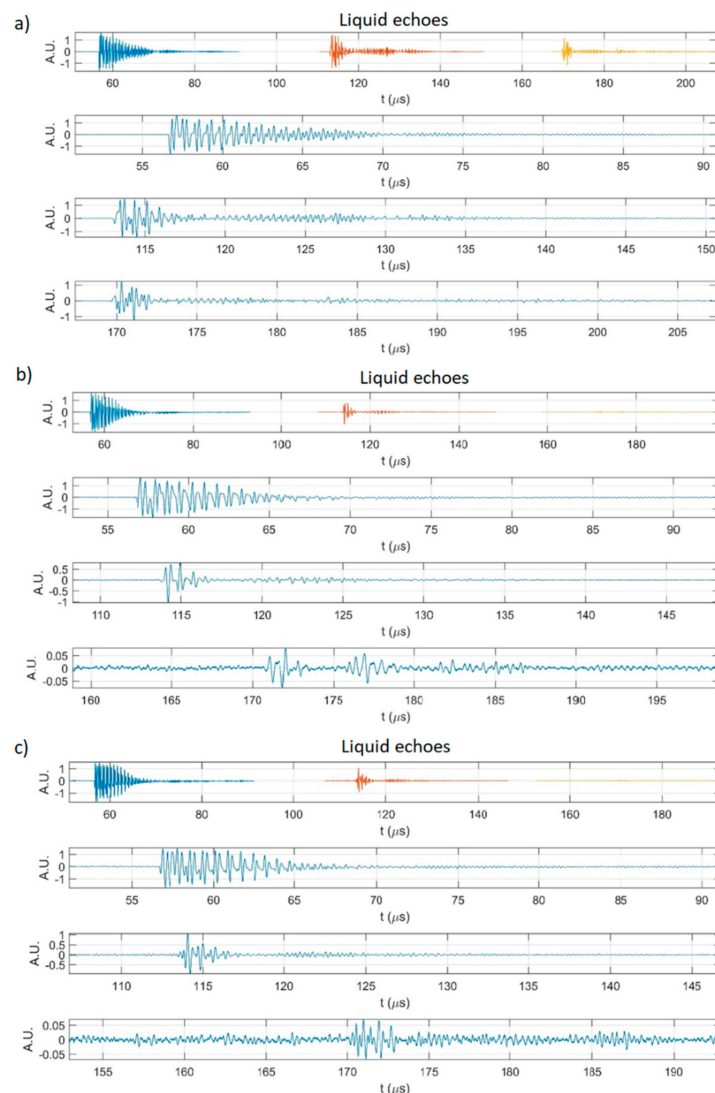 a)
Liquid echoes
A.U.
1
0
-1
60 80 100 120 140 160 180 200
t (μs)
1
0
-1
55 60 65 70 75 80 85 90
t (μs)
A.U.
1
0
-1
115 120 125 130 135 140 145 150
t (μs)
A.U.
1
0
-1
170 175 180 185 190 195 200 205
t (μs)
b)
Liquid echoes
A.U.
1
0
-1
60 80 100 120 140 160 180
t (μs)
A.U.
1
0
-1
55 60 65 70 75 80 85 90
t (μs)
A.U.
0.5
0
-1
110 115 120 125 130 135 140 145
t (μs)
A.U.
0.05
0
-0.05
160 165 170 175 180 185 190 195
t (μs)
c)
Liquid echoes
A.U.
1
0
-1
60 80 100 120 140 160 180
t (μs)
A.U.
1
0
-1
55 60 65 70 75 80 85 90
t (μs)
A.U.
1
0.5
0
-1
110 115 120 125 130 135 140 145
t (μs)
A.U.
0.05
0
-0.05
155 160 165 170 175 180 185 190
t (μs)